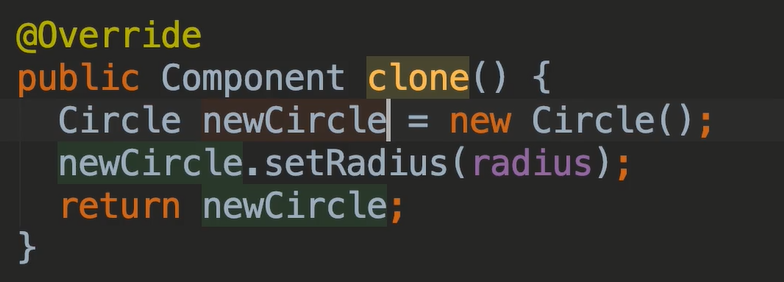 @Override
public Component clone() {
  Circle newCircle = new Circle();
  newCircle.setRadius(radius);
  return newCircle;
}